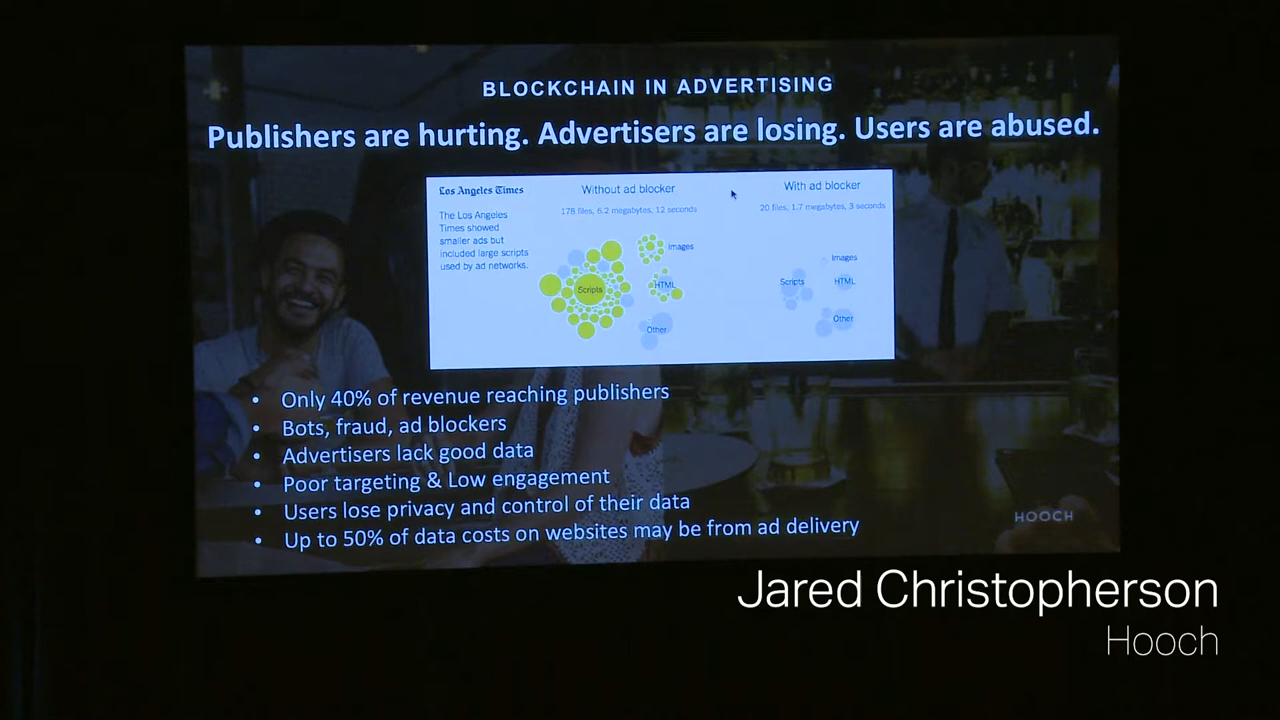 BLOCKCHAIN IN ADVERTISING
Publishers are hurting. Advertisers are losing. Users are abused.
Los Angeles Times
The Los Angeles
Times showed
smaller ads but
included large scripts
used by ad networks.
Without ad blocker
178 files, 6.2 megabytes, 12 seconds
Images
Scripts
HTML
Other
With ad blocker
20 files, 1.7 megabytes, 3 seconds
Images
Scripts
HTML
Other
• Only 40% of revenue reaching publishers
• Bots, fraud, ad blockers
• Advertisers lack good data
• Poor targeting & Low engagement
• Users lose privacy and control of their data
• Up to 50% of data costs on websites may be from ad delivery
HOOCH
Jared Christopherson
Hooch